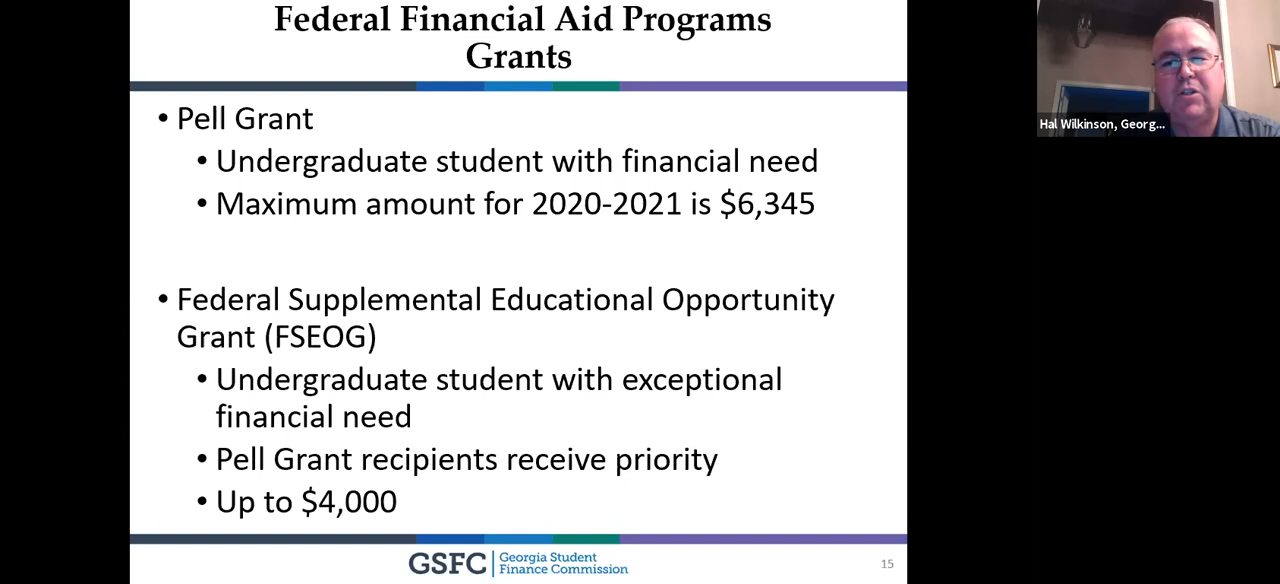 Federal Financial Aid Programs
Grants
Hal Wilkinson, Georg...
• Pell Grant
• Undergraduate student with financial need
• Maximum amount for 2020-2021 is $6,345
• Federal Supplemental Educational Opportunity
Grant (FSEOG)
• Undergraduate student with exceptional
financial need
• Pell Grant recipients receive priority
• Up to $4,000
GSFC
Georgia Student
Finance Commission
15